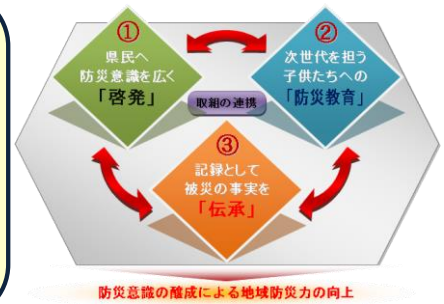 ①
県民へ
防災意識を広く
「啓発」
②
次世代を担う
子供たちへの
「防災教育」
取組の連携
③
記録として
被災の事実を
「伝承」
防災意識の醸成による地域防災力の向上